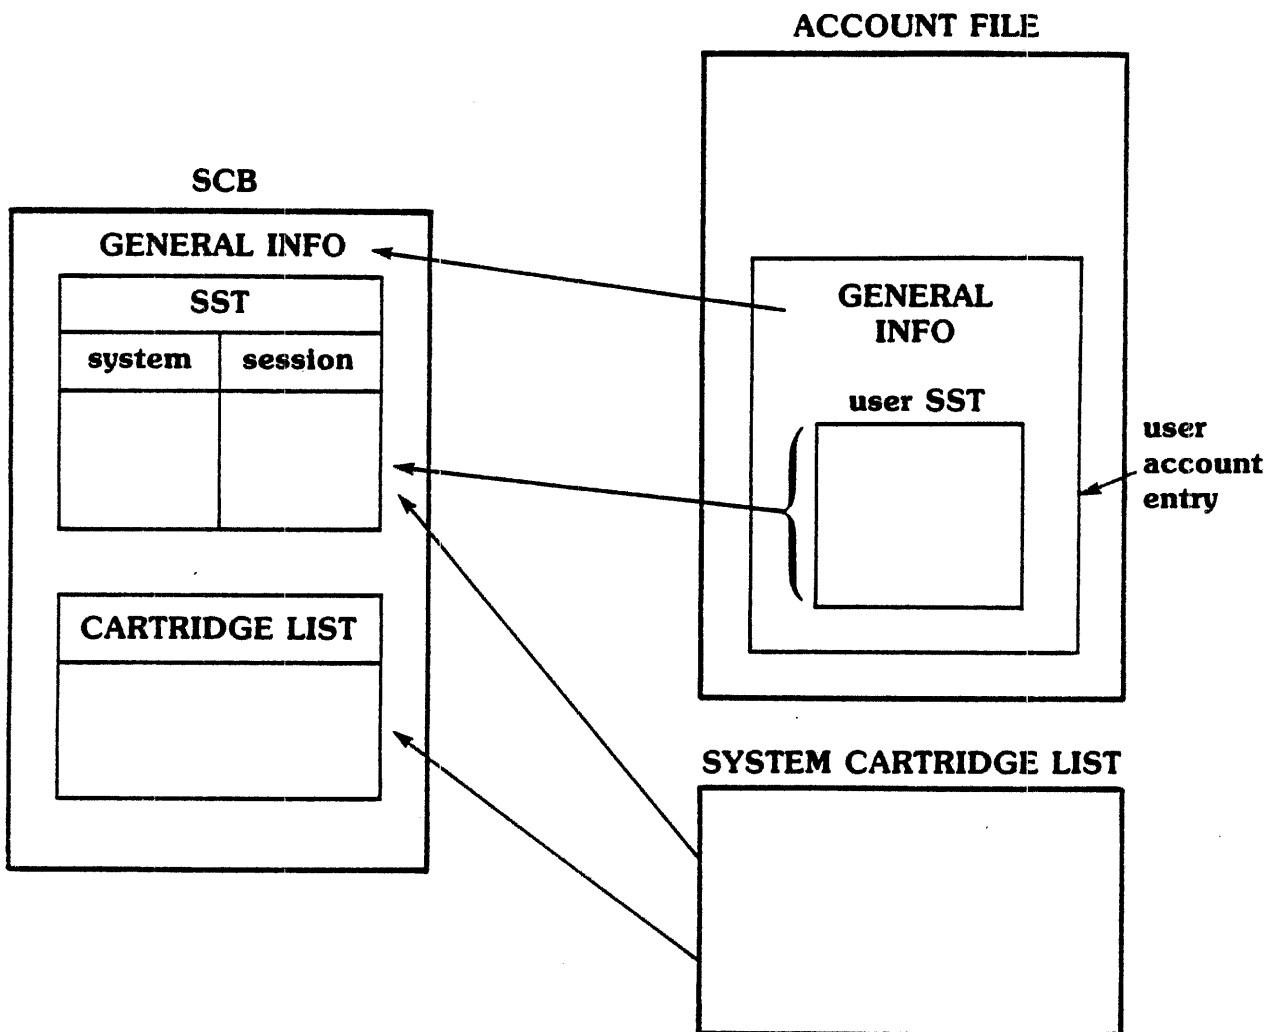 ACCOUNT FILE
SCB
GENERAL INFO
SST
system
session
CARTRIDGE LIST
GENERAL
INFO
user SST
user
account
entry
SYSTEM CARTRIDGE LIST